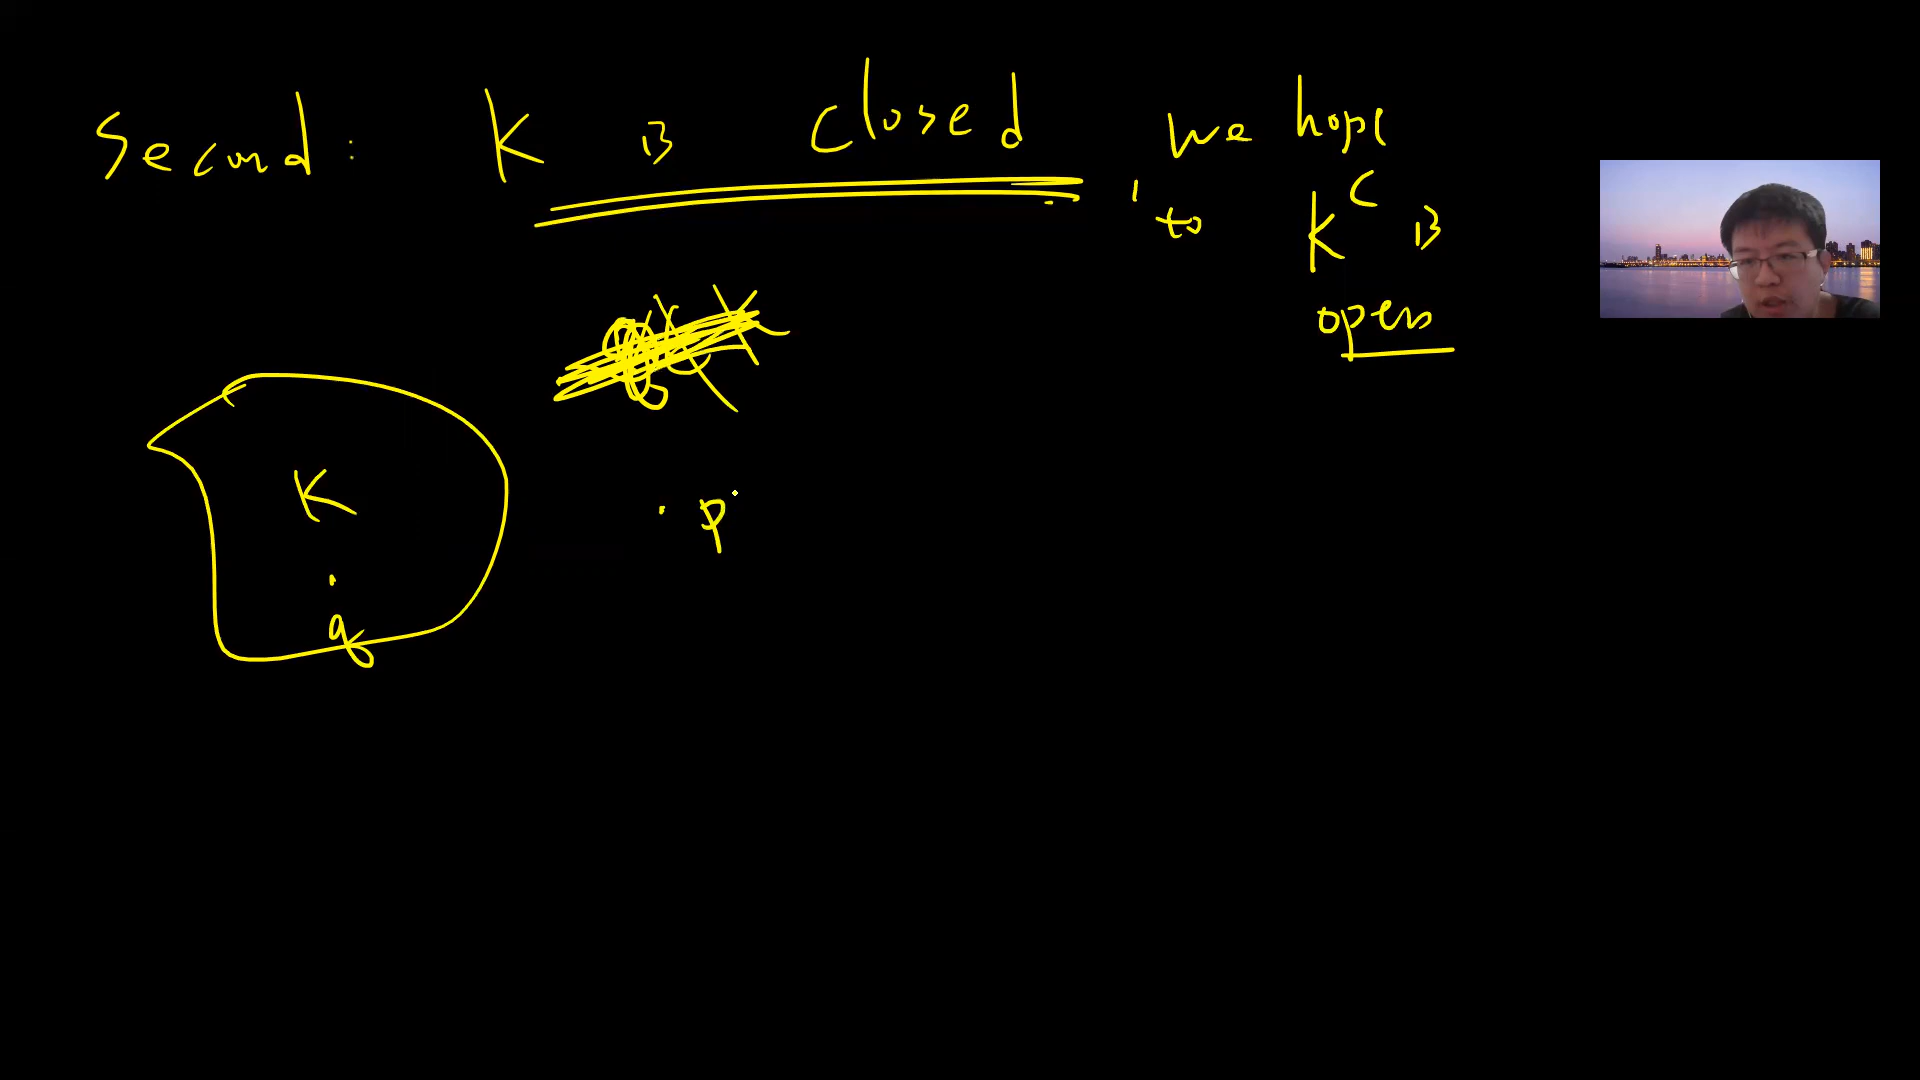 Second: K is closed, we hope
to K^C is
open
K
. p
.
q